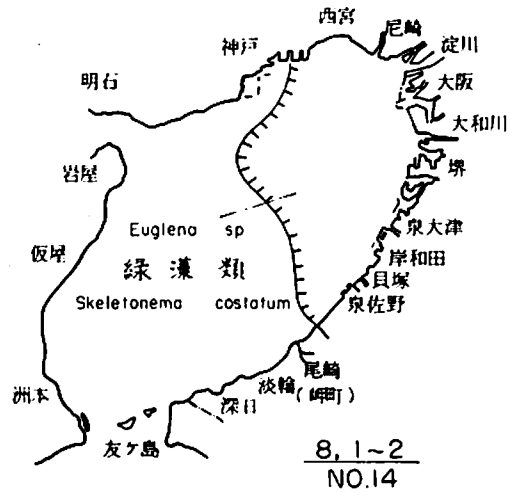 西宮
尼崎
淀川
神戸
大阪
明石
大和川
堺
岩屋
泉大津
Euglena sp
岸和田
仮屋
緑藻類
貝塚
Skeletonema costatum
泉佐野
尾崎
淡輪
(岬町)
洲本
深日
友ケ島
8, 1~2
NO.14